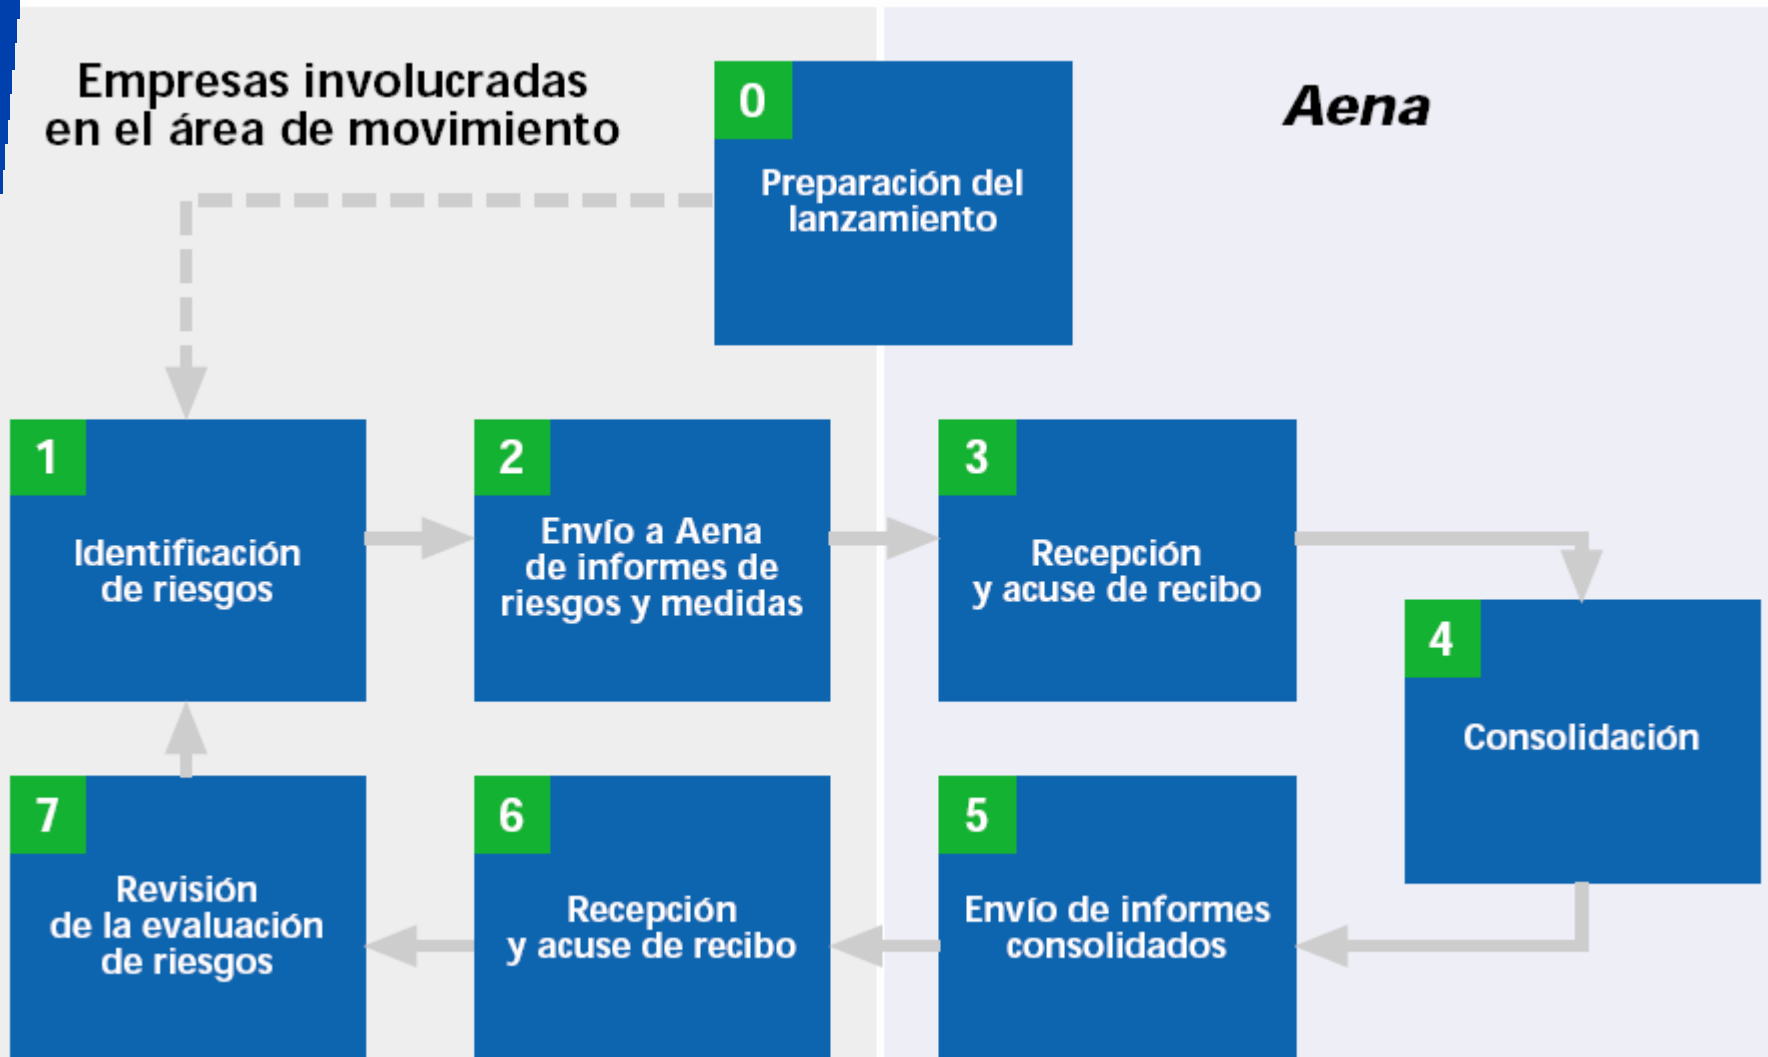 Empresas involucradas
en el área de movimiento
Aena
0
Preparación del
lanzamiento
1
Identificación
de riesgos
2
Envío a Aena
de informes de
riesgos y medidas
3
Recepción
y acuse de recibo
4
Consolidación
5
Envío de informes
consolidados
6
Recepción
y acuse de recibo
7
Revisión
de la evaluación
de riesgos